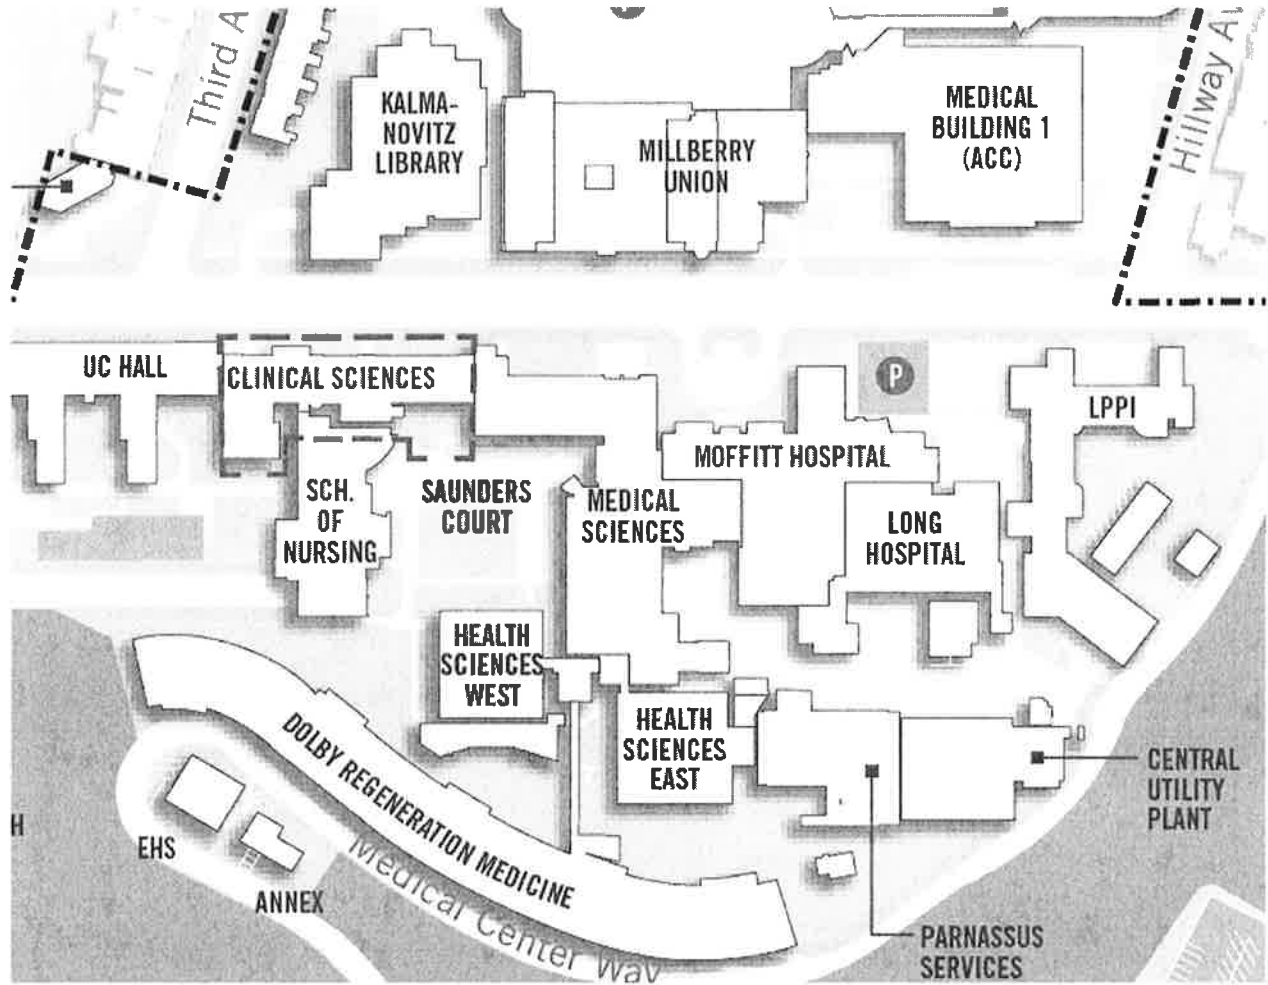 Third A
KALMA-
NOVITZ
LIBRARY
MILLBERRY
UNION
MEDICAL
BUILDING 1
(ACC)
Hillway Av
UC HALL
CLINICAL SCIENCES
P
LPPI
MOFFITT HOSPITAL
SCH.
OF
NURSING
SAUNDERS
COURT
MEDICAL
SCIENCES
LONG
HOSPITAL
HEALTH
SCIENCES
WEST
HEALTH
SCIENCES
EAST
DOLBY REGENERATION MEDICINE
CENTRAL
UTILITY
PLANT
H
EHS
ANNEX
Medical Center Way
PARNASSUS
SERVICES